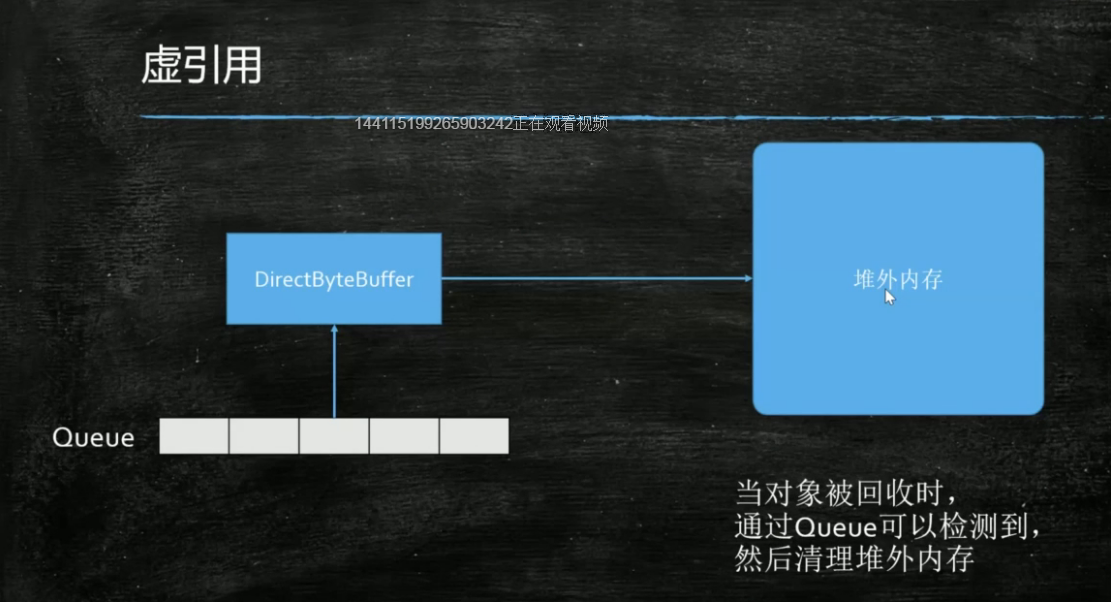 虚引用
144115199265903242正在观看视频
DirectByteBuffer
堆外内存
Queue
当对象被回收时，
通过Queue可以检测到，
然后清理堆外内存